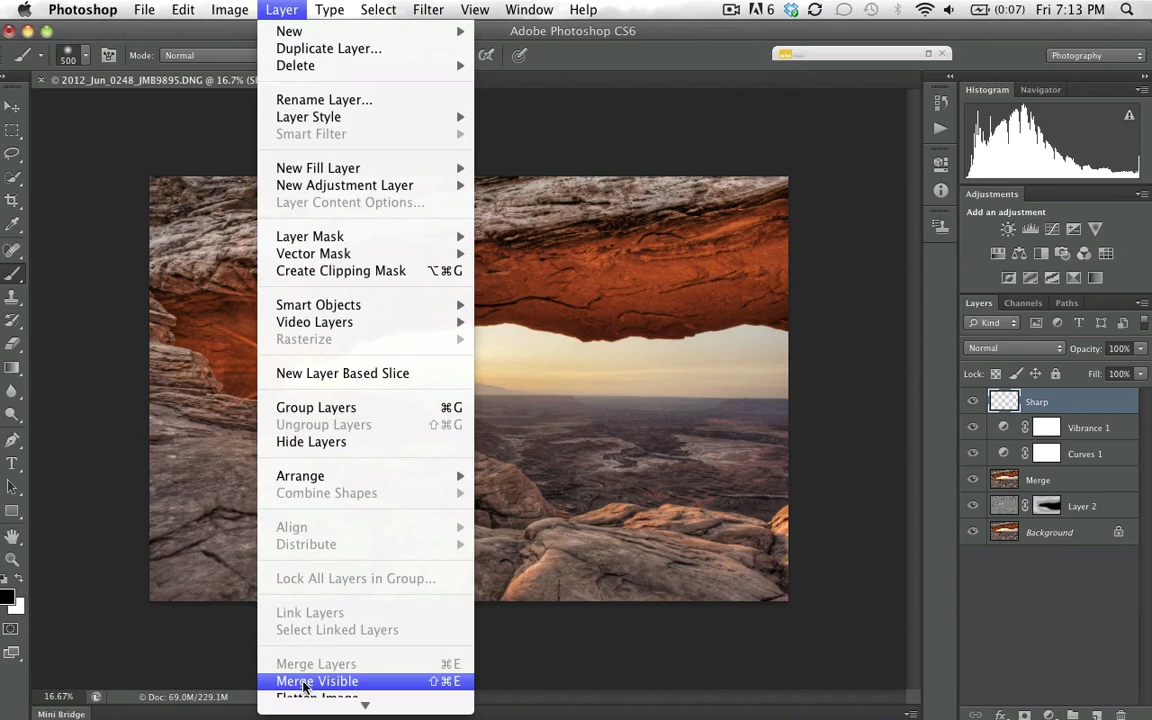 Photoshop File Edit Image Layer Type Select Filter View Window Help 6 (0:07) Fri 7:13 PM
500 Mode: Normal Adobe Photoshop CS6 Photography
× © 2012_Jun_0248_JMB9895.DNG @ 16.7% (S
New
Duplicate Layer...
Delete
Rename Layer...
Layer Style
Smart Filter
New Fill Layer
New Adjustment Layer
Layer Content Options...
Layer Mask
Vector Mask
Create Clipping Mask ⌥⌘G
Smart Objects
Video Layers
Rasterize
New Layer Based Slice
Group Layers ⌘G
Ungroup Layers ⇧⌘G
Hide Layers
Arrange
Combine Shapes
Align
Distribute
Lock All Layers in Group...
Link Layers
Select Linked Layers
Merge Layers ⌘E
Merge Visible ⇧⌘E
Flatten Image
Histogram Navigator
Adjustments
Add an adjustment
Layers Channels Paths
Kind
Normal Opacity: 100%
Lock: Fill: 100%
Sharp
Vibrance 1
Curves 1
Merge
Layer 2
Background
fx
16.67% Doc: 69.0M/229.1M
Mini Bridge